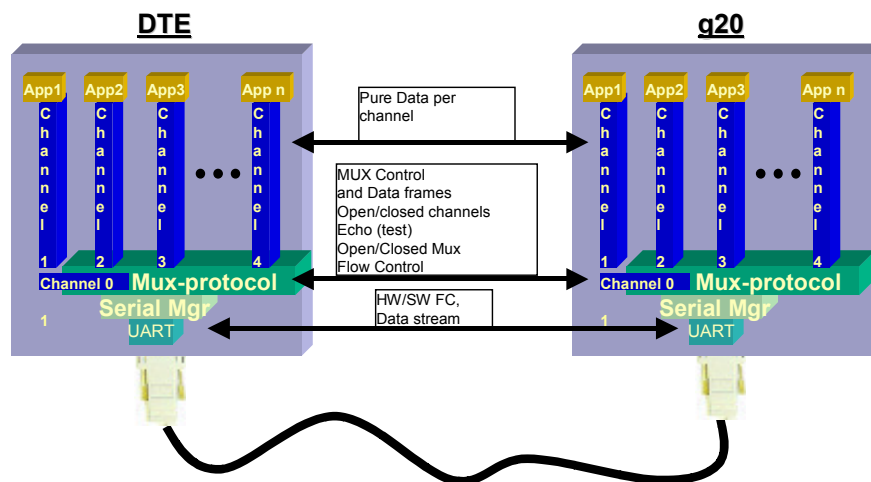 DTE
g20
App1 App2 App3 App n
App1 App2 App3 App n
Pure Data per
channel
Channel 1
Channel 2
Channel 3
Channel 4
Channel 1
Channel 2
Channel 3
Channel 4
MUX Control
and Data frames
Open/closed channels
Echo (test)
Open/Closed Mux
Flow Control
Channel 0 Mux-protocol
Channel 0 Mux-protocol
Serial Mgr
Serial Mgr
HW/SW FC,
Data stream
1
UART
1
UART